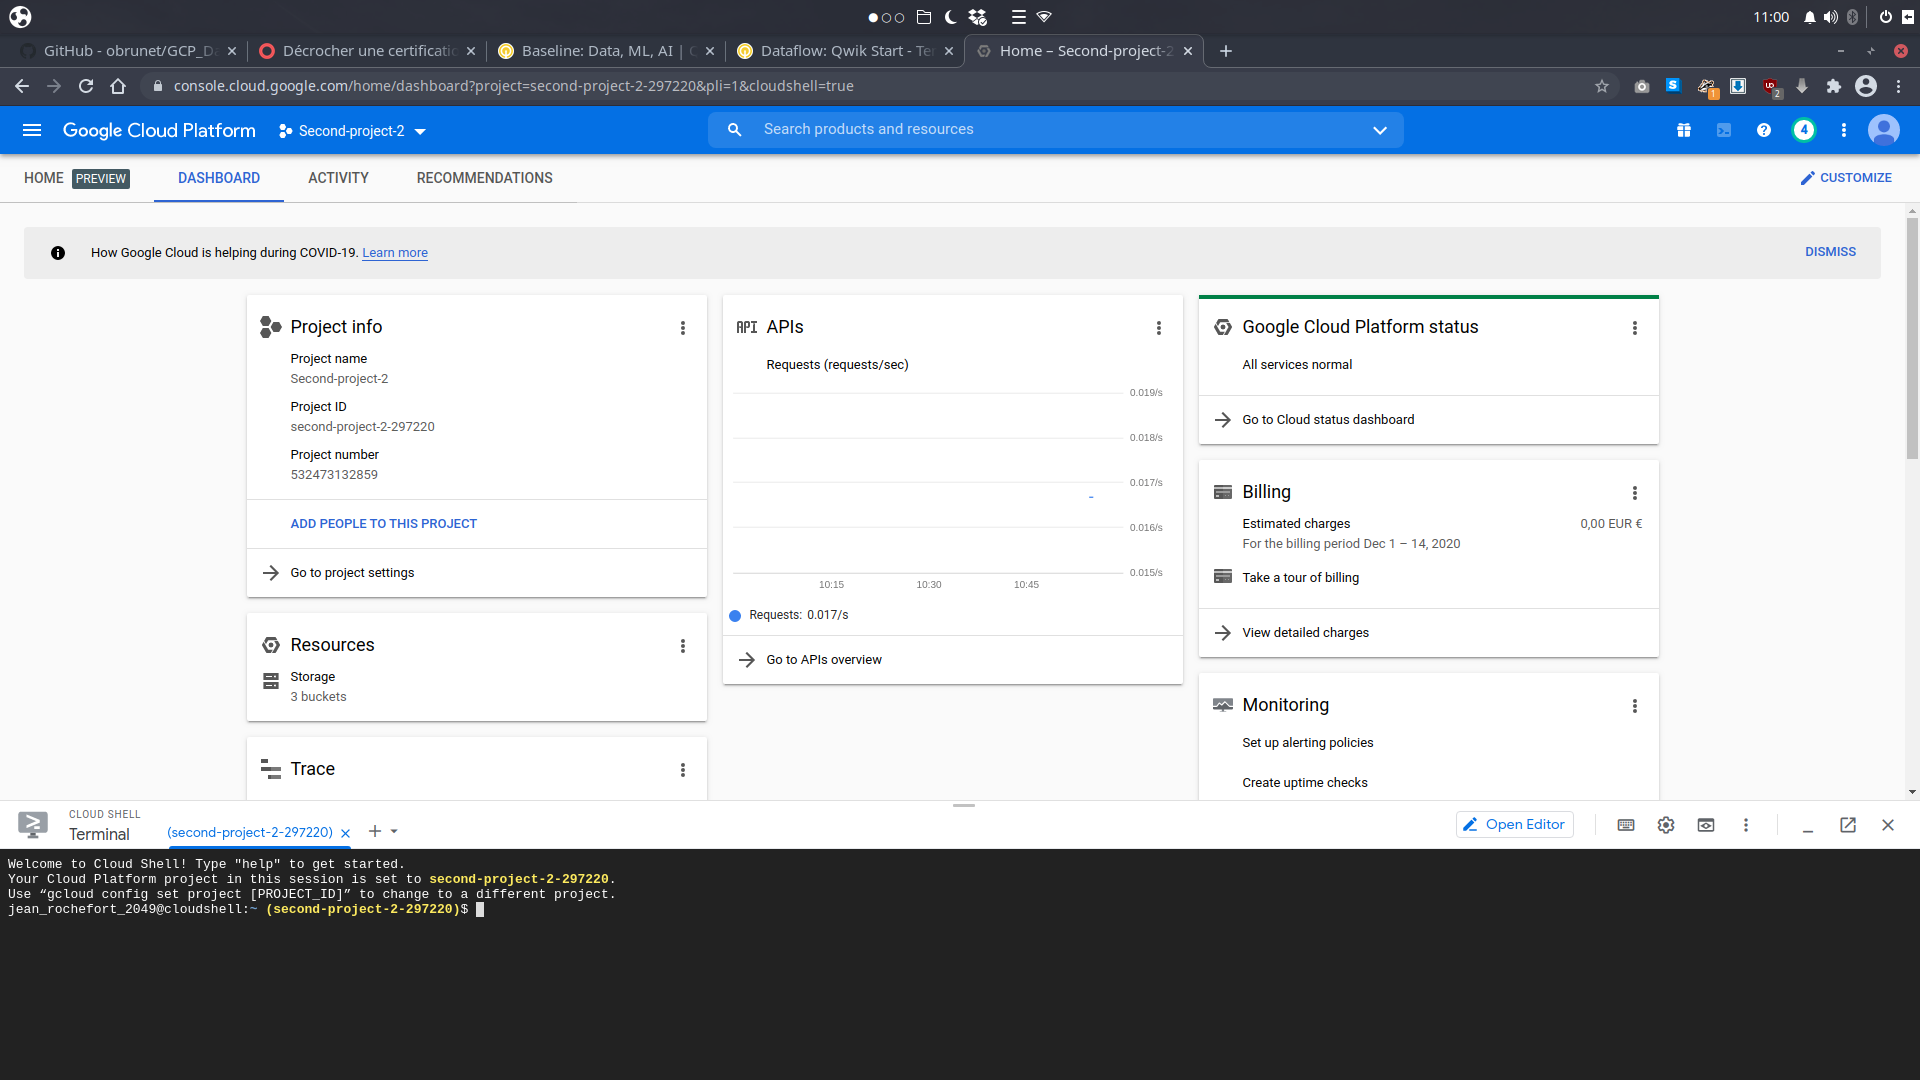 11:00
GitHub - obrunet/GCP_Da
Décrocher une certificatio
Baseline: Data, ML, AI |
Dataflow: Qwik Start - Te
Home – Second-project-2
console.cloud.google.com/home/dashboard?project=second-project-2-297220&pli=1&cloudshell=true
1
2
Google Cloud Platform
Second-project-2
Search products and resources
4
HOME
PREVIEW
DASHBOARD
ACTIVITY
RECOMMENDATIONS
CUSTOMIZE
How Google Cloud is helping during COVID-19. Learn more
DISMISS
Project info
Project name
Second-project-2
Project ID
second-project-2-297220
Project number
532473132859
ADD PEOPLE TO THIS PROJECT
Go to project settings
Resources
Storage
3 buckets
Trace
API APIs
Requests (requests/sec)
0.019/s
0.018/s
0.017/s
0.016/s
0.015/s
10:15 10:30 10:45
Requests: 0.017/s
Go to APIs overview
Google Cloud Platform status
All services normal
Go to Cloud status dashboard
Billing
Estimated charges 0,00 EUR €
For the billing period Dec 1 – 14, 2020
Take a tour of billing
View detailed charges
Monitoring
Set up alerting policies
Create uptime checks
CLOUD SHELL
Terminal
(second-project-2-297220)
Open Editor
Welcome to Cloud Shell! Type "help" to get started.
Your Cloud Platform project in this session is set to second-project-2-297220.
Use “gcloud config set project [PROJECT_ID]” to change to a different project.
jean_rochefort_2049@cloudshell:~ (second-project-2-297220)$